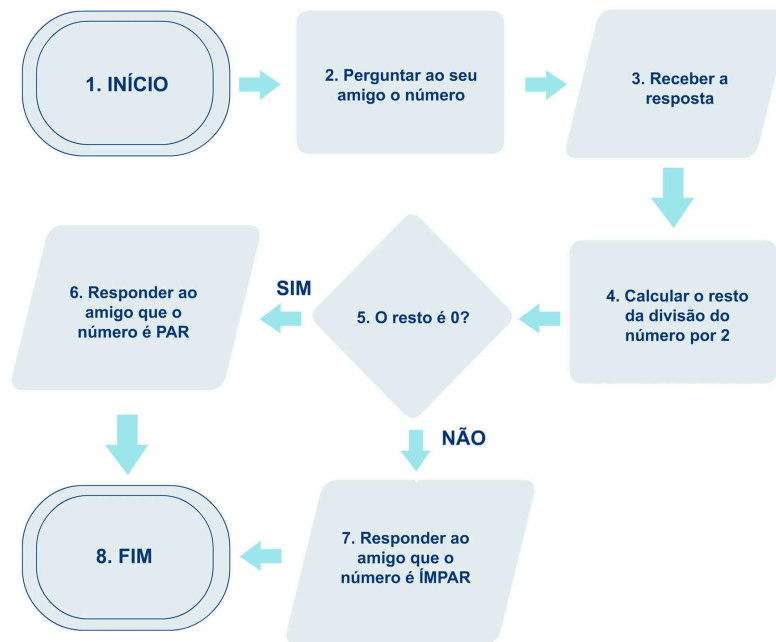 1. INÍCIO
2. Perguntar ao seu
amigo o número
3. Receber a
resposta
4. Calcular o resto
da divisão do
número por 2
5. O resto é 0?
SIM
6. Responder ao
amigo que o
número é PAR
NÃO
7. Responder ao
amigo que o
número é ÍMPAR
8. FIM